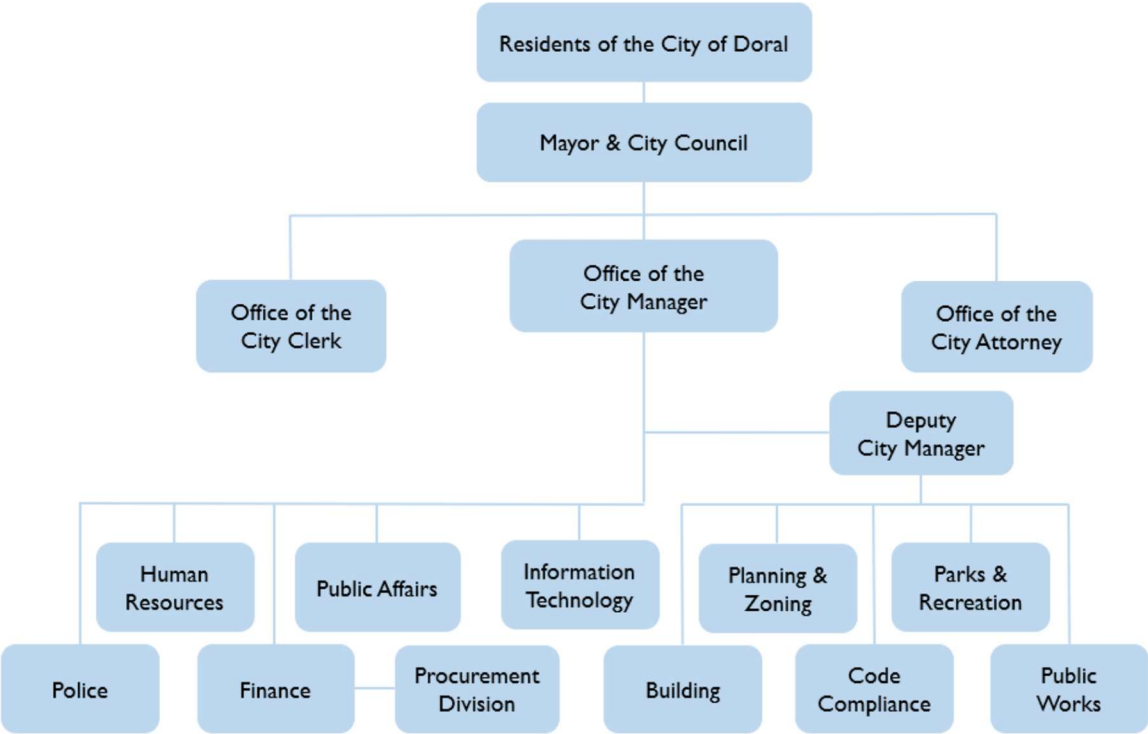 Residents of the City of Doral
Mayor & City Council
Office of the
City Manager
Office of the
City Clerk
Office of the
City Attorney
Deputy
City Manager
Human
Resources
Public Affairs
Information
Technology
Planning &
Zoning
Parks &
Recreation
Police
Finance
Procurement
Division
Building
Code
Compliance
Public
Works